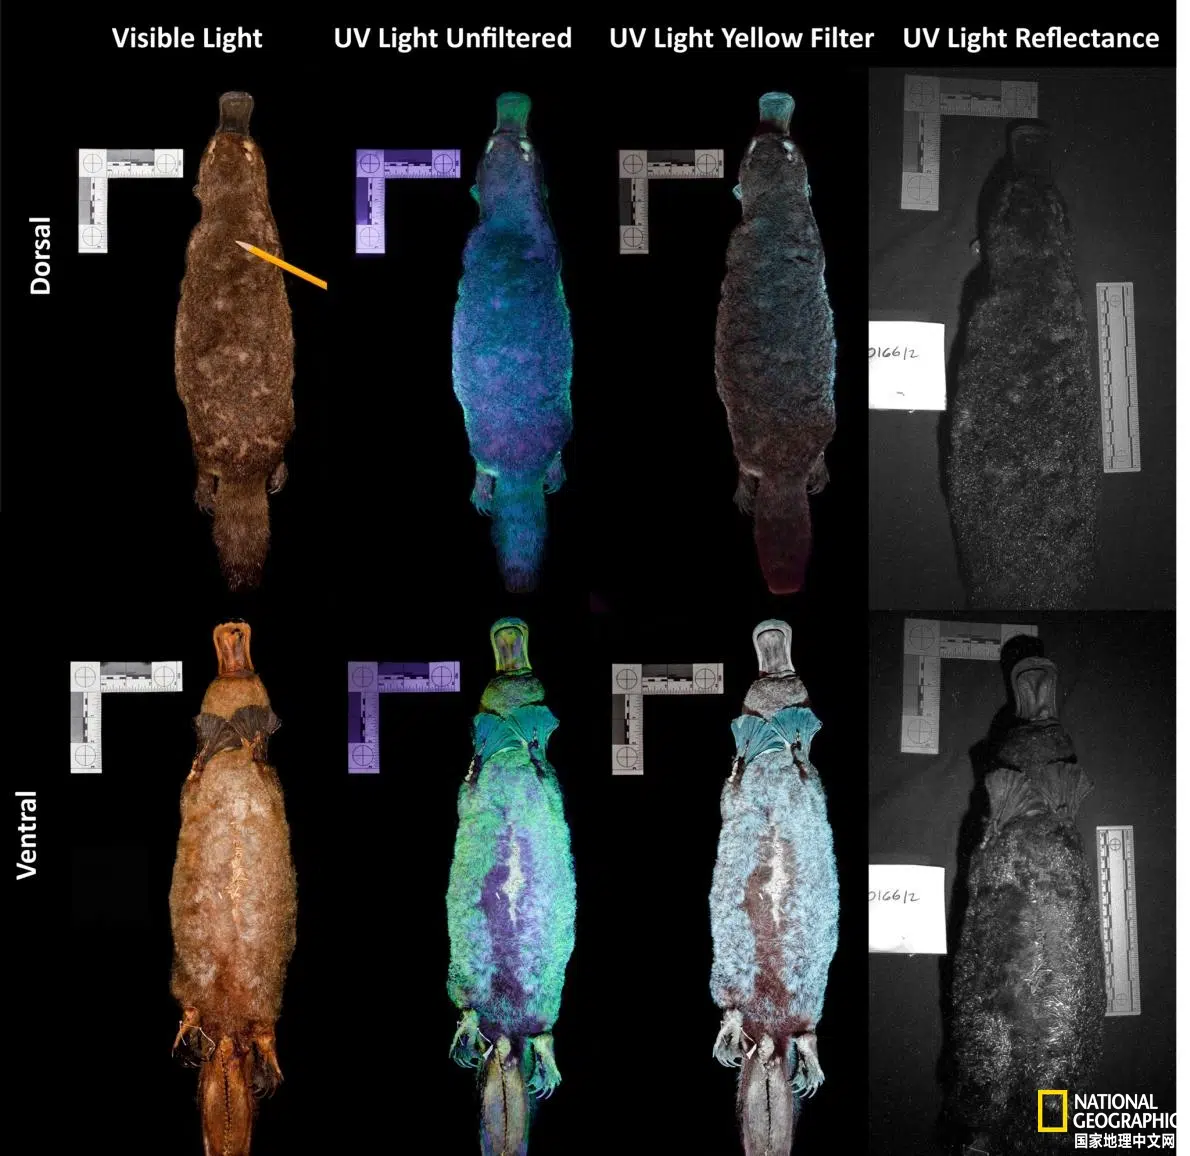 Visible Light
UV Light Unfiltered
UV Light Yellow Filter
UV Light Reflectance
Dorsal
0166/2
Ventral
0166/2
NATIONAL
GEOGRAPHIC
国家地理中文网